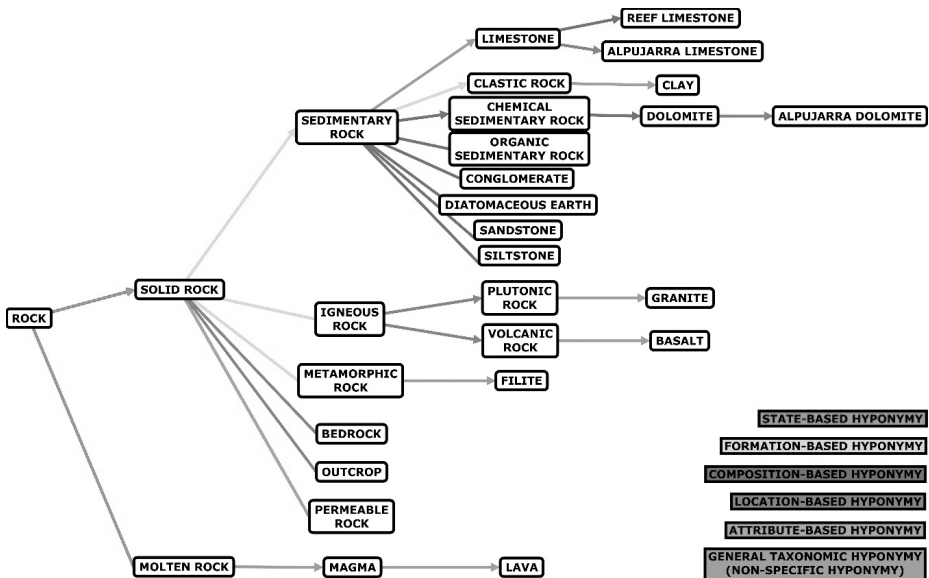 REEF LIMESTONE
LIMESTONE
ALPUJARRA LIMESTONE
CLASTIC ROCK
CLAY
SEDIMENTARY
ROCK
CHEMICAL
SEDIMENTARY ROCK
DOLOMITE
ALPUJARRA DOLOMITE
ORGANIC
SEDIMENTARY ROCK
CONGLOMERATE
DIATOMACEOUS EARTH
SANDSTONE
SILTSTONE
SOLID ROCK
ROCK
IGNEOUS
ROCK
PLUTONIC
ROCK
GRANITE
VOLCANIC
ROCK
BASALT
METAMORPHIC
ROCK
FILITE
BEDROCK
OUTCROP
PERMEABLE
ROCK
MOLTEN ROCK
MAGMA
LAVA
STATE-BASED HYPONYMY
FORMATION-BASED HYPONYMY
COMPOSITION-BASED HYPONYMY
LOCATION-BASED HYPONYMY
ATTRIBUTE-BASED HYPONYMY
GENERAL TAXONOMIC HYPONYMY
(NON-SPECIFIC HYPONYMY)